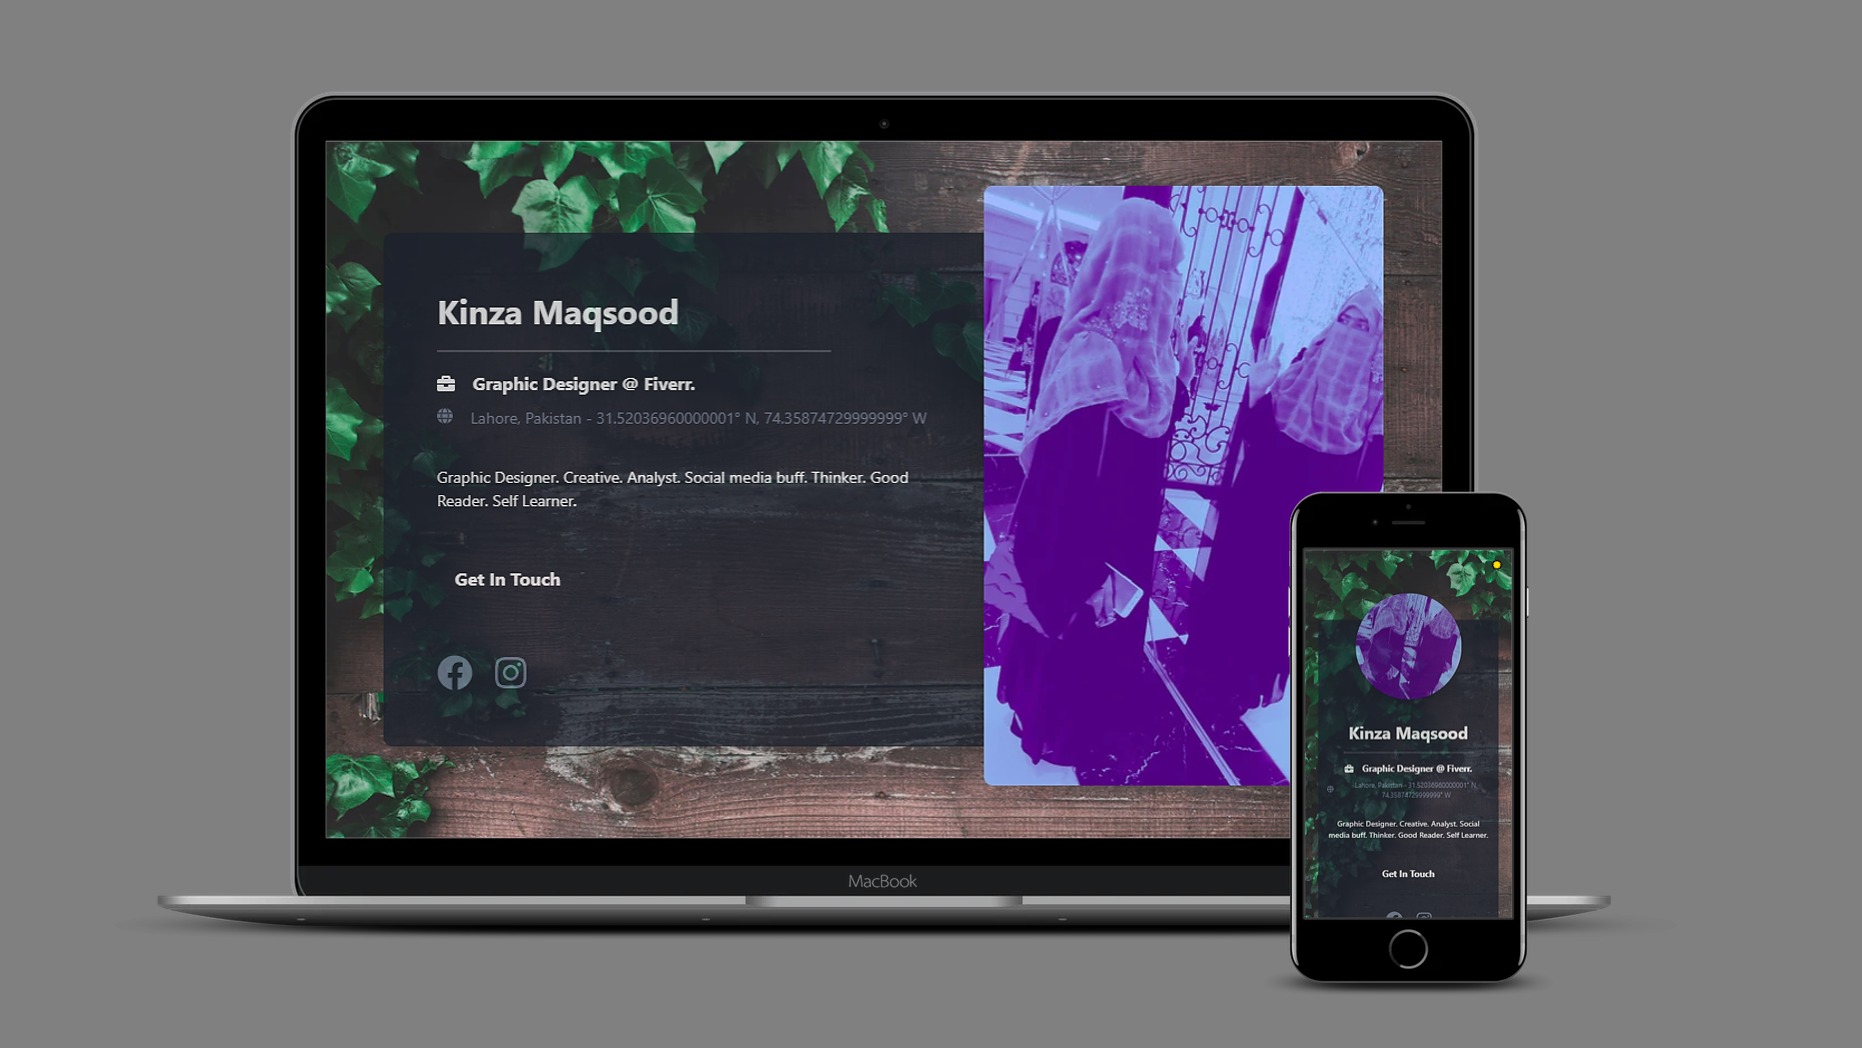 Kinza Maqsood
Graphic Designer @ Fiverr.
Lahore, Pakistan - 31.52036960000001° N, 74.35874729999999° W
Graphic Designer. Creative. Analyst. Social media buff. Thinker. Good
Reader. Self Learner.
Get In Touch
MacBook
Kinza Maqsood
Graphic Designer @ Fiverr.
Lahore, Pakistan - 31.52036960000001° N,
74.35874729999999° W
Graphic Designer. Creative. Analyst. Social
media buff. Thinker. Good Reader. Self Learner.
Get In Touch